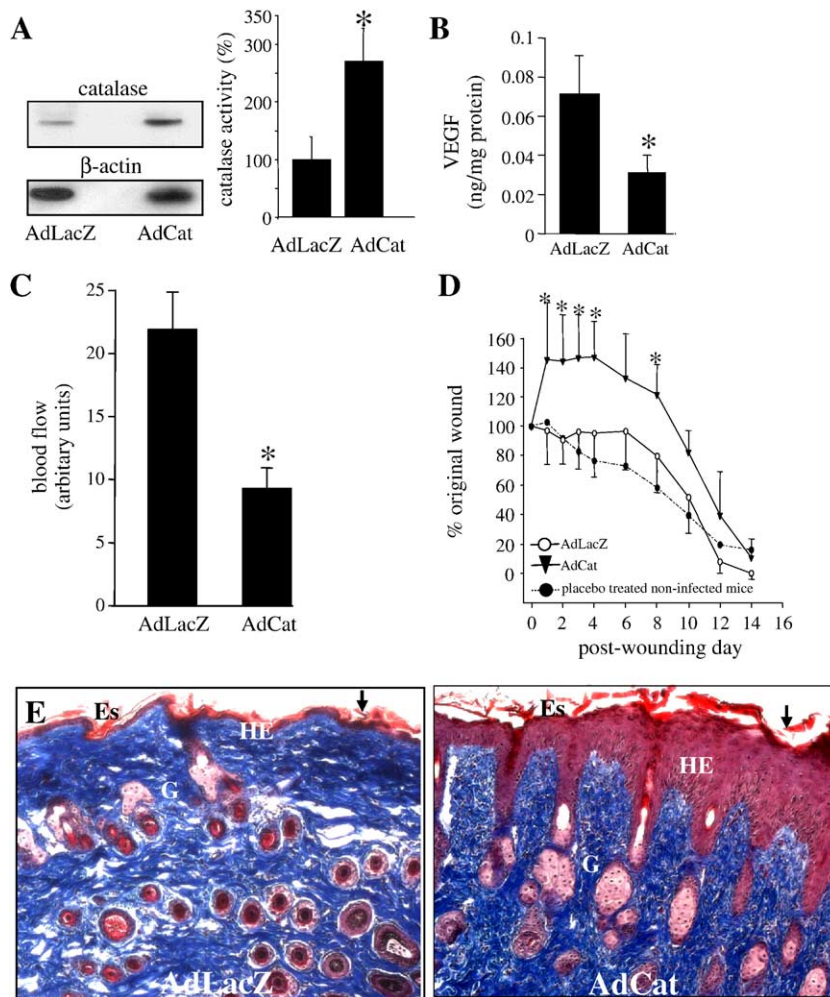 A
catalase
β-actin
AdLacZ AdCat
catalase activity (%)
350
300
250
200
150
100
50
0
*
AdLacZ AdCat
B
VEGF
(ng/mg protein)
0.1
0.08
0.06
0.04
0.02
0
*
AdLacZ AdCat
C
blood flow
(arbitary units)
25
20
15
10
5
0
*
AdLacZ AdCat
D
% original wound
160
140
120
100
80
60
40
20
0
* * * * *
AdLacZ
AdCat
placebo treated non-infected mice
0 2 4 6 8 10 12 14 16
post-wounding day
E
Es
HE
G
AdLacZ
Es
HE
G
AdCat